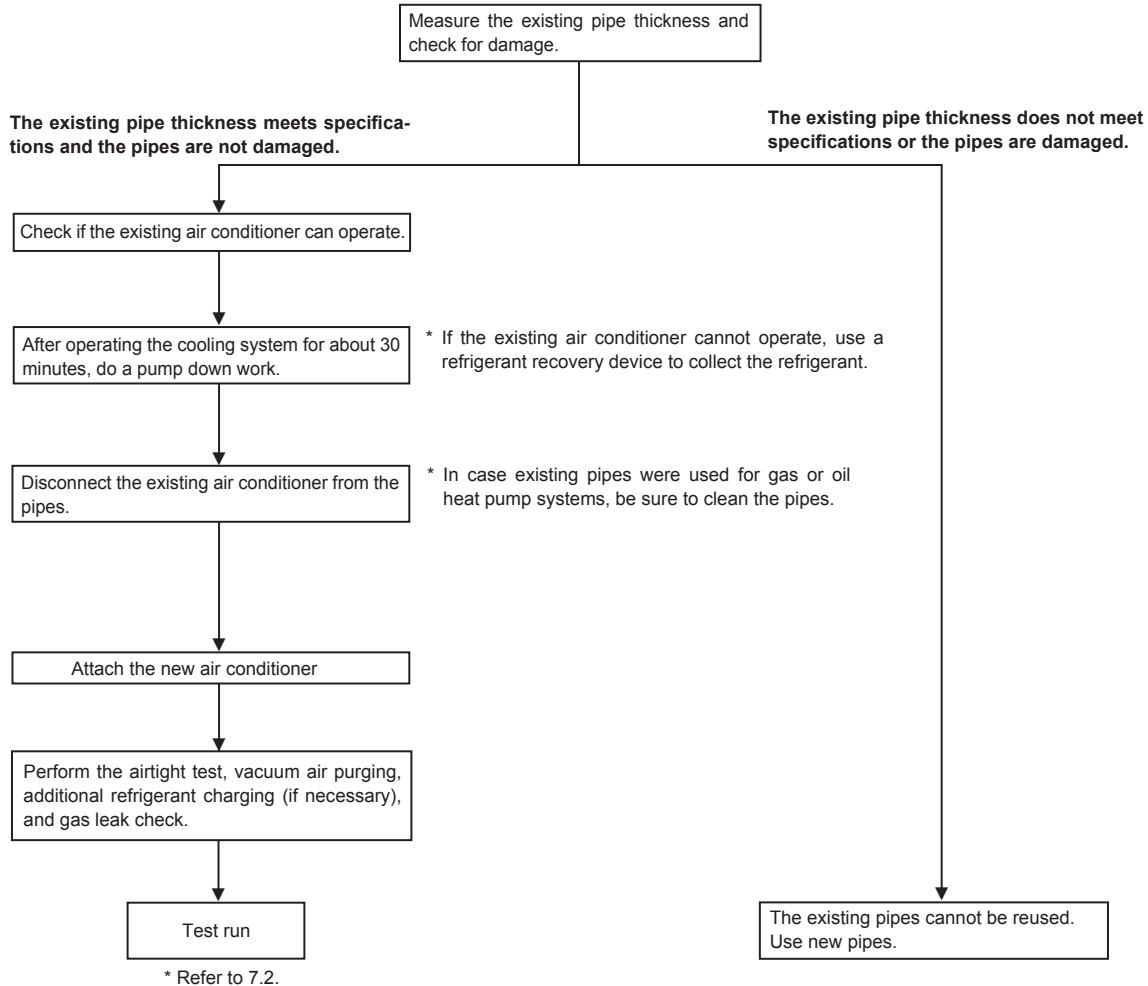 Measure the existing pipe thickness and
check for damage.
The existing pipe thickness meets specifica-
tions and the pipes are not damaged.
The existing pipe thickness does not meet
specifications or the pipes are damaged.
Check if the existing air conditioner can operate.
After operating the cooling system for about 30
minutes, do a pump down work.
* If the existing air conditioner cannot operate, use a
refrigerant recovery device to collect the refrigerant.
Disconnect the existing air conditioner from the
pipes.
* In case existing pipes were used for gas or oil
heat pump systems, be sure to clean the pipes.
Attach the new air conditioner
Perform the airtight test, vacuum air purging,
additional refrigerant charging (if necessary),
and gas leak check.
Test run
* Refer to 7.2.
The existing pipes cannot be reused.
Use new pipes.